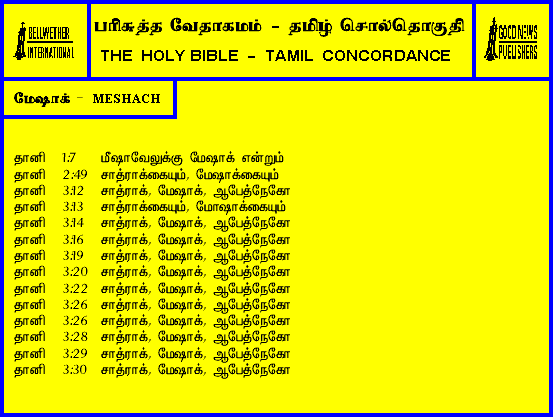 BELLWETHER INTERNATIONAL
பரிசுத்த வேதாகமம் - தமிழ் சொல்தொகுதி
THE HOLY BIBLE - TAMIL CONCORDANCE
GOOD NEWS PUBLISHERS
மேஷாக் - MESHACH
தானி 1:7 மீஷாவேலுக்கு மேஷாக் என்றும்
தானி 2:49 சாத்ராக்கையும், மேஷாக்கையும்
தானி 3:12 சாத்ராக், மேஷாக், ஆபேத்நேகோ
தானி 3:13 சாத்ராக்கையும், மோஷாக்கையும்
தானி 3:14 சாத்ராக், மேஷாக், ஆபேத்நேகோ
தானி 3:16 சாத்ராக், மேஷாக், ஆபேத்நேகோ
தானி 3:19 சாத்ராக், மேஷாக், ஆபேத்நேகோ
தானி 3:20 சாத்ராக், மேஷாக், ஆபேத்நேகோ
தானி 3:22 சாத்ராக், மேஷாக், ஆபேத்நேகோ
தானி 3:26 சாத்ராக், மேஷாக், ஆபேத்நேகோ
தானி 3:26 சாத்ராக், மேஷாக், ஆபேத்நேகோ
தானி 3:28 சாத்ராக், மேஷாக், ஆபேத்நேகோ
தானி 3:29 சாத்ராக், மேஷாக், ஆபேத்நேகோ
தானி 3:30 சாத்ராக், மேஷாக், ஆபேத்நேகோ